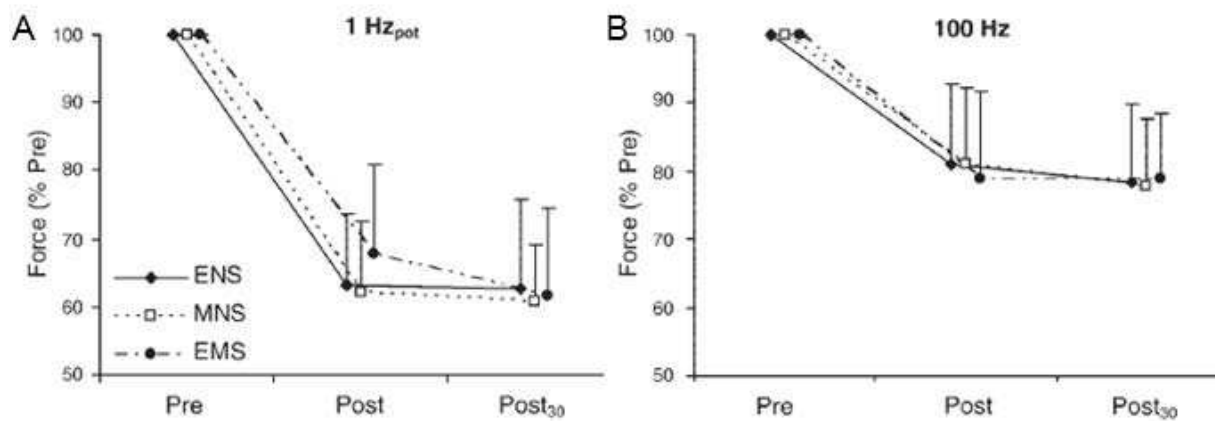 A
1 Hzpot
100
90
80
70
60
50
Force (% Pre)
ENS
MNS
EMS
Pre Post Post30
B
100 Hz
100
90
80
70
60
50
Force (% Pre)
Pre Post Post30